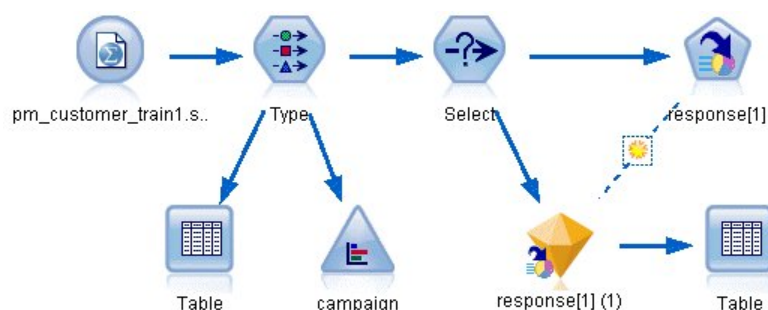 pm_customer_train1.s..
Type
Select
response[1]
Table
campaign
response[1] (1)
Table